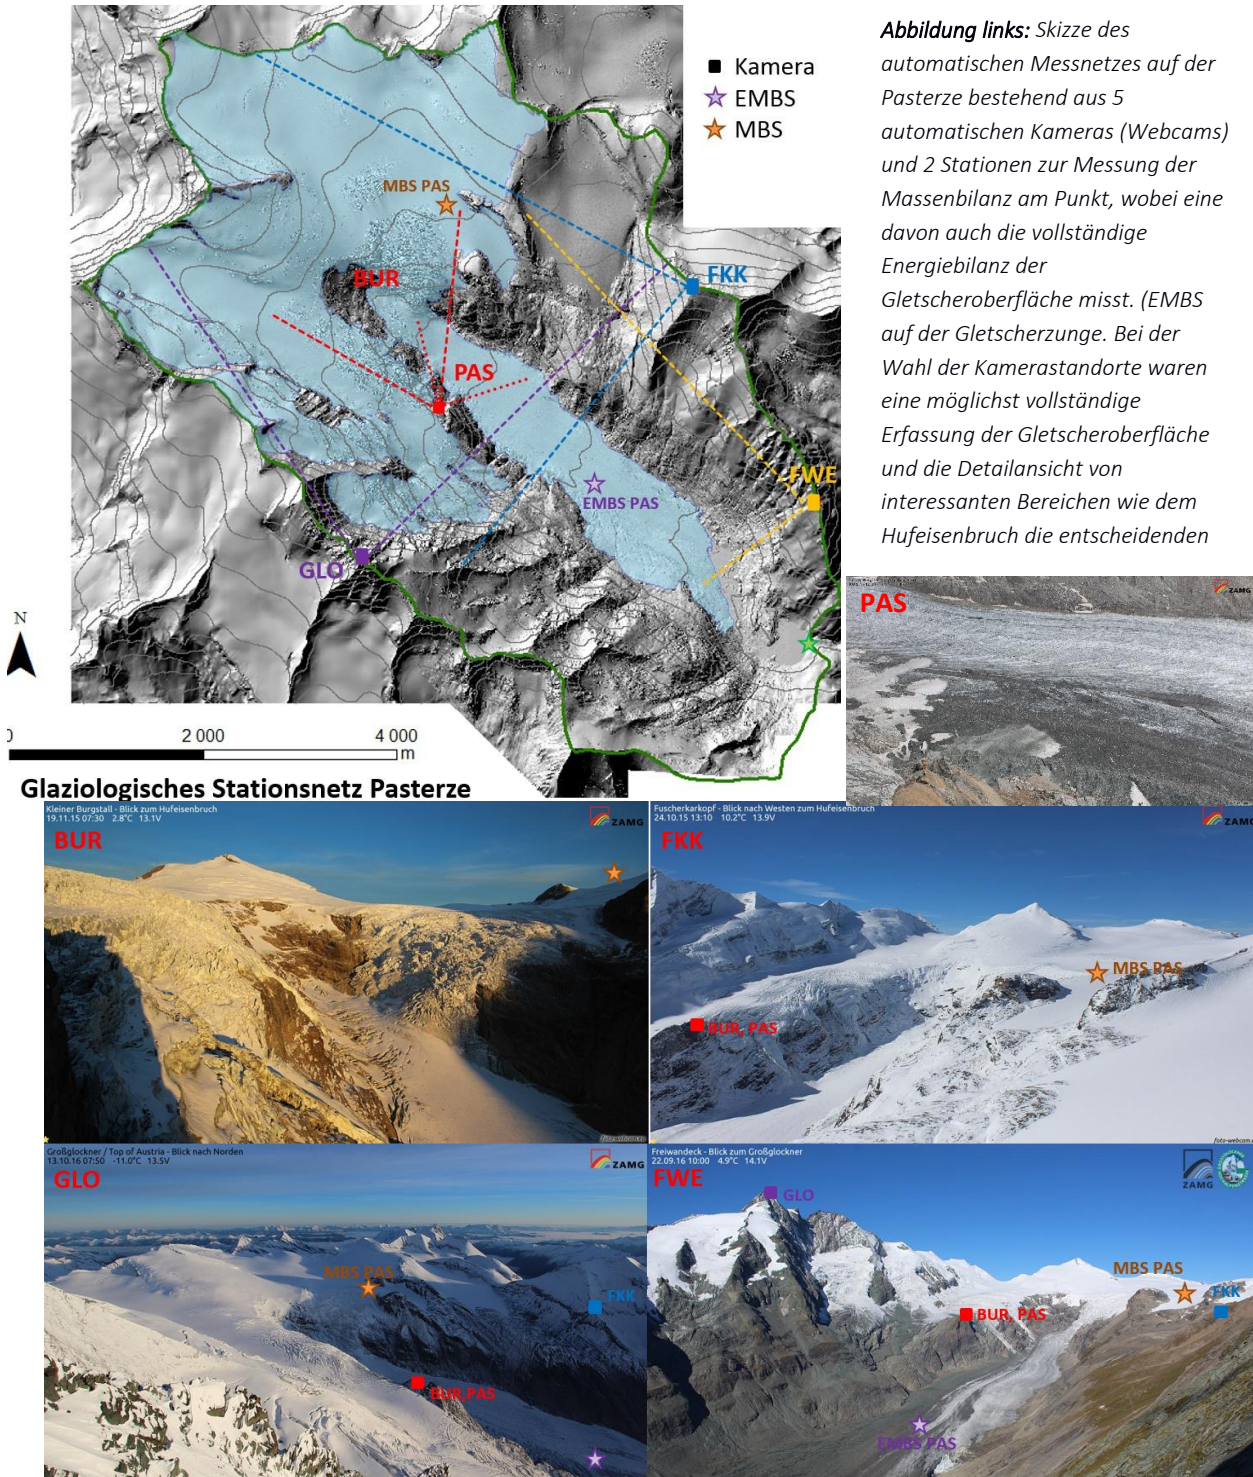 Abbildung links: Skizze des
automatischen Messnetzes auf der
Pasterze bestehend aus 5
automatischen Kameras (Webcams)
und 2 Stationen zur Messung der
Massenbilanz am Punkt, wobei eine
davon auch die vollständige
Energiebilanz der
Gletscheroberfläche misst. (EMBS
auf der Gletscherzunge. Bei der
Wahl der Kamerastandorte waren
eine möglichst vollständige
Erfassung der Gletscheroberfläche
und die Detailansicht von
interessanten Bereichen wie dem
Hufeisenbruch die entscheidenden
Kamera
EMBS
MBS
MBS PAS
BUR
FKK
PAS
FWE
EMBS PAS
GLO
N
0
2 000
4 000
m
Glaziologisches Stationsnetz Pasterze
PAS
ZAMG
Kleiner Burgstall - Blick zum Hufeisenbruch
19.11.15 07:30 2.8°C 13.1V
BUR
ZAMG
foto-webcam.eu
Fuscherkarkopf - Blick nach Westen zum Hufeisenbruch
24.10.15 13:10 10.2°C 13.9V
FKK
ZAMG
MBS PAS
BUR, PAS
Großglockner / Top of Austria - Blick nach Norden
13.10.16 07:50 -11.0°C 13.5V
GLO
ZAMG
MBS PAS
FKK
BUR,PAS
Freiwandeck - Blick zum Großglockner
22.09.16 10:00 4.9°C 14.1V
FWE
ZAMG
GLO
MBS PAS
FKK
BUR, PAS
EMBS PAS